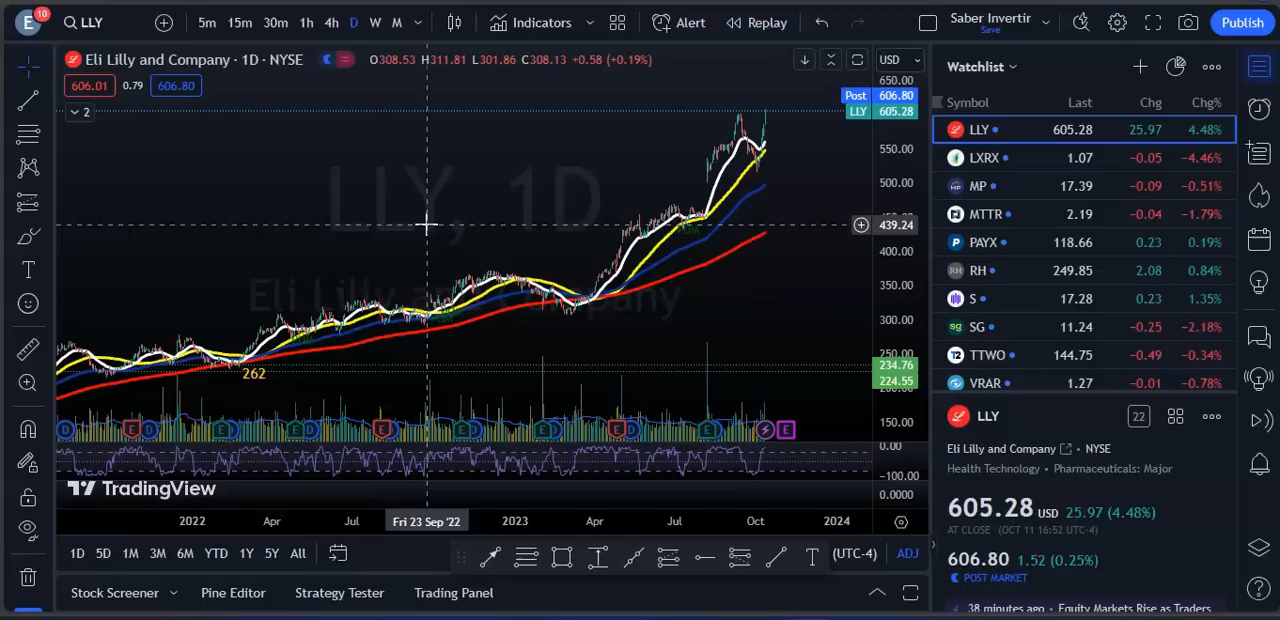 E 10 LLY 5m 15m 30m 1h 4h D W M Indicators Alert Replay Saber Invertir Save Publish
Eli Lilly and Company · 1D · NYSE O308.53 H311.81 L301.86 C308.13 +0.58 (+0.19%) USD
606.01 0.79 606.80
2
LLY, 1D
Eli Lilly and Company
262
650.00
Post 606.80
LLY 605.28
550.00
500.00
439.24
400.00
350.00
300.00
250.00
234.76
224.55
150.00
0.00
−100.00
0.0000
D E D E E D E D E D E E
TradingView
2022 Apr Jul Fri 23 Sep '22 2023 Apr Jul Oct 2024
1D 5D 1M 3M 6M YTD 1Y 5Y All T (UTC-4) ADJ
Stock Screener Pine Editor Strategy Tester Trading Panel
Watchlist
Symbol Last Chg Chg%
LLY 605.28 25.97 4.48%
LXRX 1.07 −0.05 −4.46%
MP 17.39 −0.09 −0.51%
MTTR 2.19 −0.04 −1.79%
PAYX 118.66 0.23 0.19%
RH 249.85 2.08 0.84%
S 17.28 0.23 1.35%
SG 11.24 −0.25 −2.18%
TTWO 144.75 −0.49 −0.34%
VRAR 1.27 −0.01 −0.78%
LLY 22
Eli Lilly and Company · NYSE
Health Technology · Pharmaceuticals: Major
605.28 USD 25.97 (4.48%)
AT CLOSE (OCT 11 16:52 UTC-4)
606.80 1.52 (0.25%)
POST MARKET
38 minutes ago · Equity Markets Rise as Traders